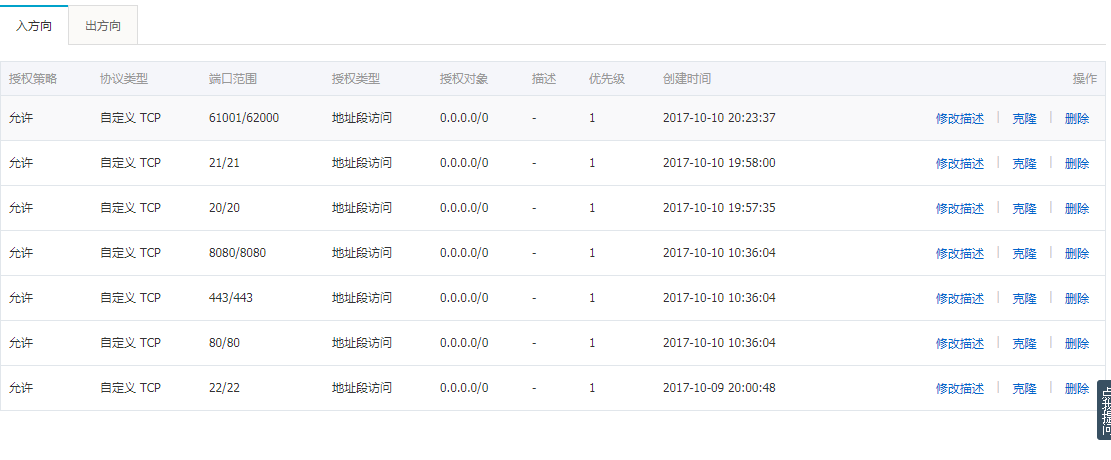 入方向 出方向
授权策略 协议类型 端口范围 授权类型 授权对象 描述 优先级 创建时间 操作
允许 自定义 TCP 61001/62000 地址段访问 0.0.0.0/0 - 1 2017-10-10 20:23:37 修改描述 | 克隆 | 删除
允许 自定义 TCP 21/21 地址段访问 0.0.0.0/0 - 1 2017-10-10 19:58:00 修改描述 | 克隆 | 删除
允许 自定义 TCP 20/20 地址段访问 0.0.0.0/0 - 1 2017-10-10 19:57:35 修改描述 | 克隆 | 删除
允许 自定义 TCP 8080/8080 地址段访问 0.0.0.0/0 - 1 2017-10-10 10:36:04 修改描述 | 克隆 | 删除
允许 自定义 TCP 443/443 地址段访问 0.0.0.0/0 - 1 2017-10-10 10:36:04 修改描述 | 克隆 | 删除
允许 自定义 TCP 80/80 地址段访问 0.0.0.0/0 - 1 2017-10-10 10:36:04 修改描述 | 克隆 | 删除
允许 自定义 TCP 22/22 地址段访问 0.0.0.0/0 - 1 2017-10-09 20:00:48 修改描述 | 克隆 | 删除
点我提问